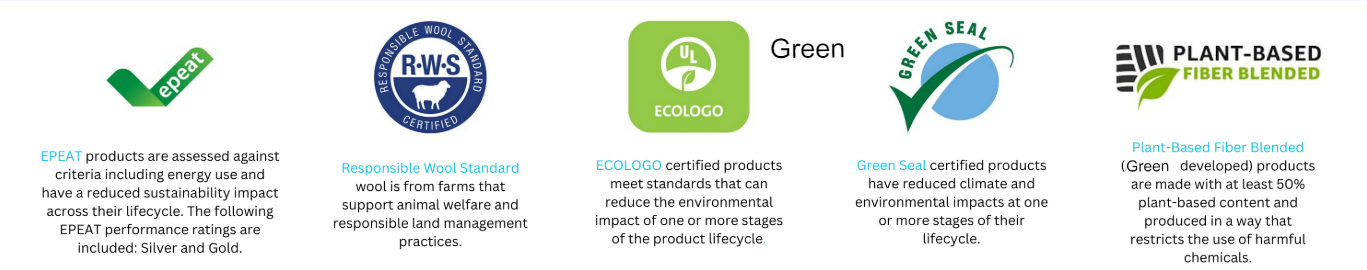 epeat
EPEAT products are assessed against
criteria including energy use and
have a reduced sustainability impact
across their lifecycle. The following
EPEAT performance ratings are
included: Silver and Gold.
RESPONSIBLE WOOL STANDARD
R·W·S
CERTIFIED
Responsible Wool Standard
wool is from farms that
support animal welfare and
responsible land management
practices.
UL
ECOLOGO
Green
ECOLOGO certified products
meet standards that can
reduce the environmental
impact of one or more stages
of the product lifecycle.
GREEN SEAL
Green Seal certified products
have reduced climate and
environmental impacts at one
or more stages of their
lifecycle.
PLANT-BASED
FIBER BLENDED
Plant-Based Fiber Blended
(Green developed) products
are made with at least 50%
plant-based content and
produced in a way that
restricts the use of harmful
chemicals.